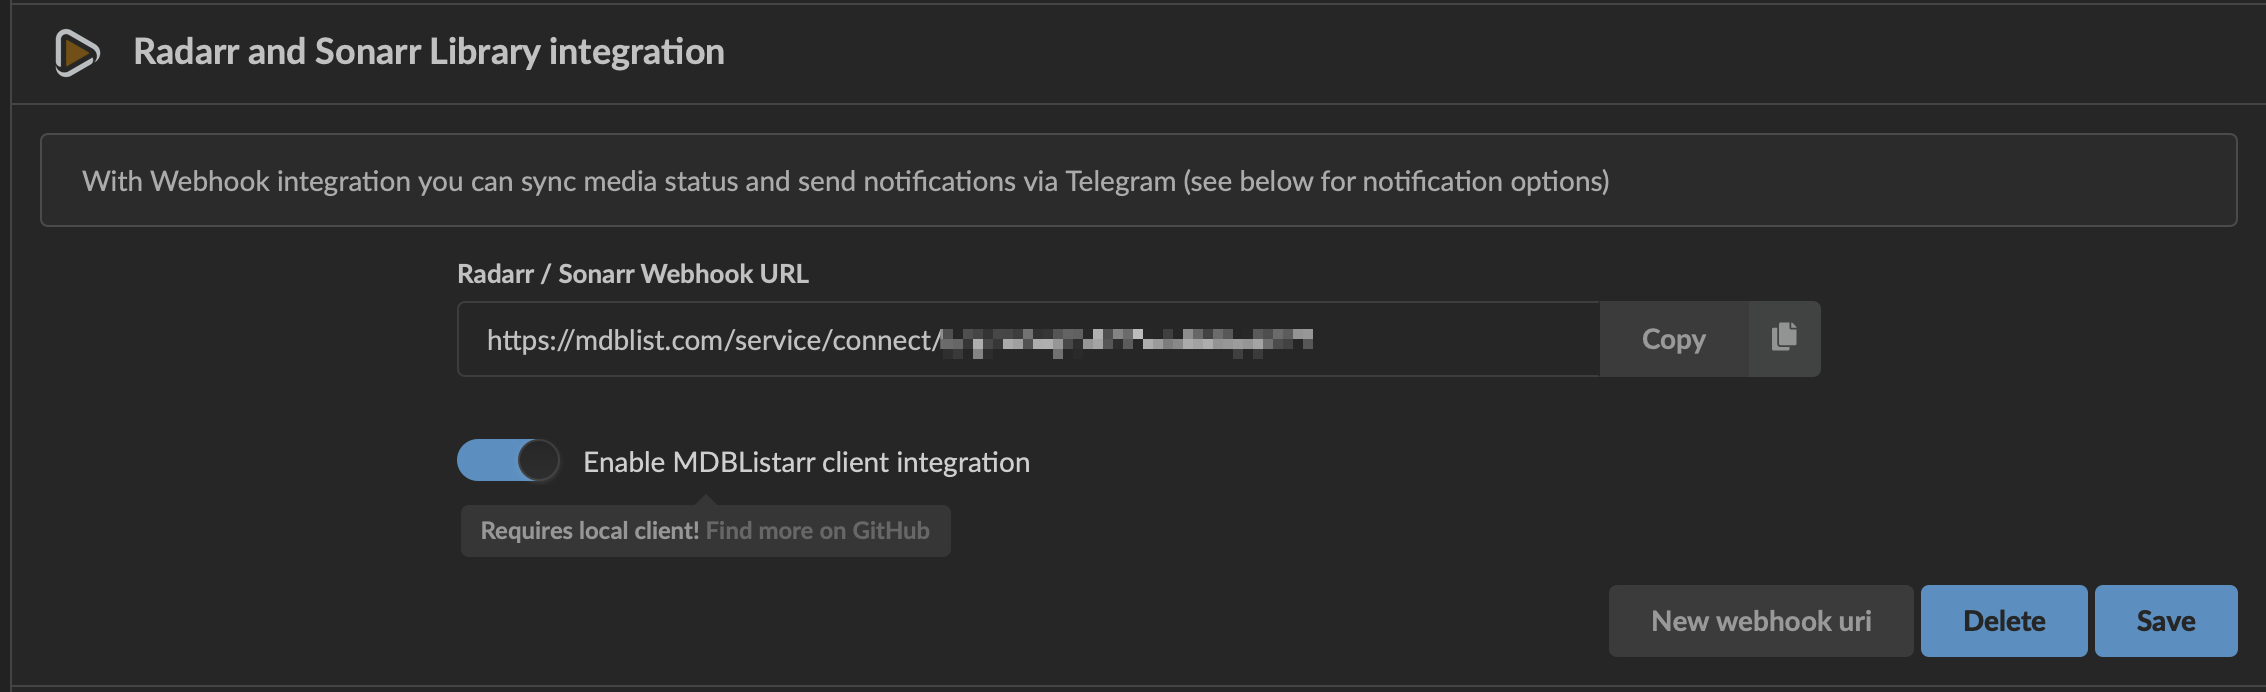 Radarr and Sonarr Library integration
With Webhook integration you can sync media status and send notifications via Telegram (see below for notification options)
Radarr / Sonarr Webhook URL
https://mdblist.com/service/connect/
Copy
Enable MDBListarr client integration
Requires local client! Find more on GitHub
New webhook uri Delete Save